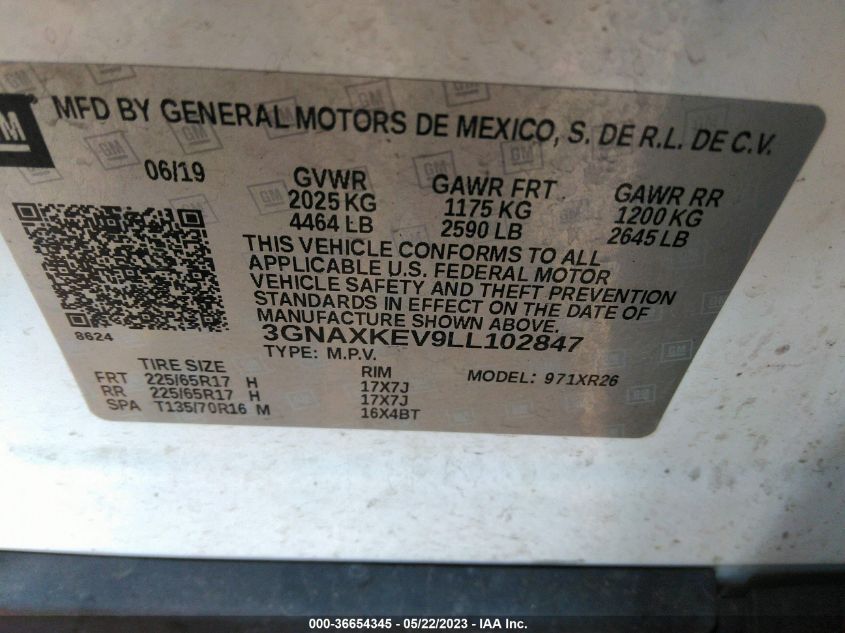 GM
MFD BY GENERAL MOTORS DE MEXICO, S. DE R.L. DE C.V.
06/19
GVWR
2025 KG
4464 LB
GAWR FRT
1175 KG
2590 LB
GAWR RR
1200 KG
2645 LB
THIS VEHICLE CONFORMS TO ALL
APPLICABLE U.S. FEDERAL MOTOR
VEHICLE SAFETY AND THEFT PREVENTION
STANDARDS IN EFFECT ON THE DATE OF
MANUFACTURE SHOWN ABOVE.
8624
3GNAXKEV9LL102847
TYPE: M.P.V.
MODEL: 971XR26
TIRE SIZE RIM
FRT 225/65R17 H 17X7J
RR 225/65R17 H 17X7J
SPA T135/70R16 M 16X4BT
000-36654345 - 05/22/2023 - IAA Inc.